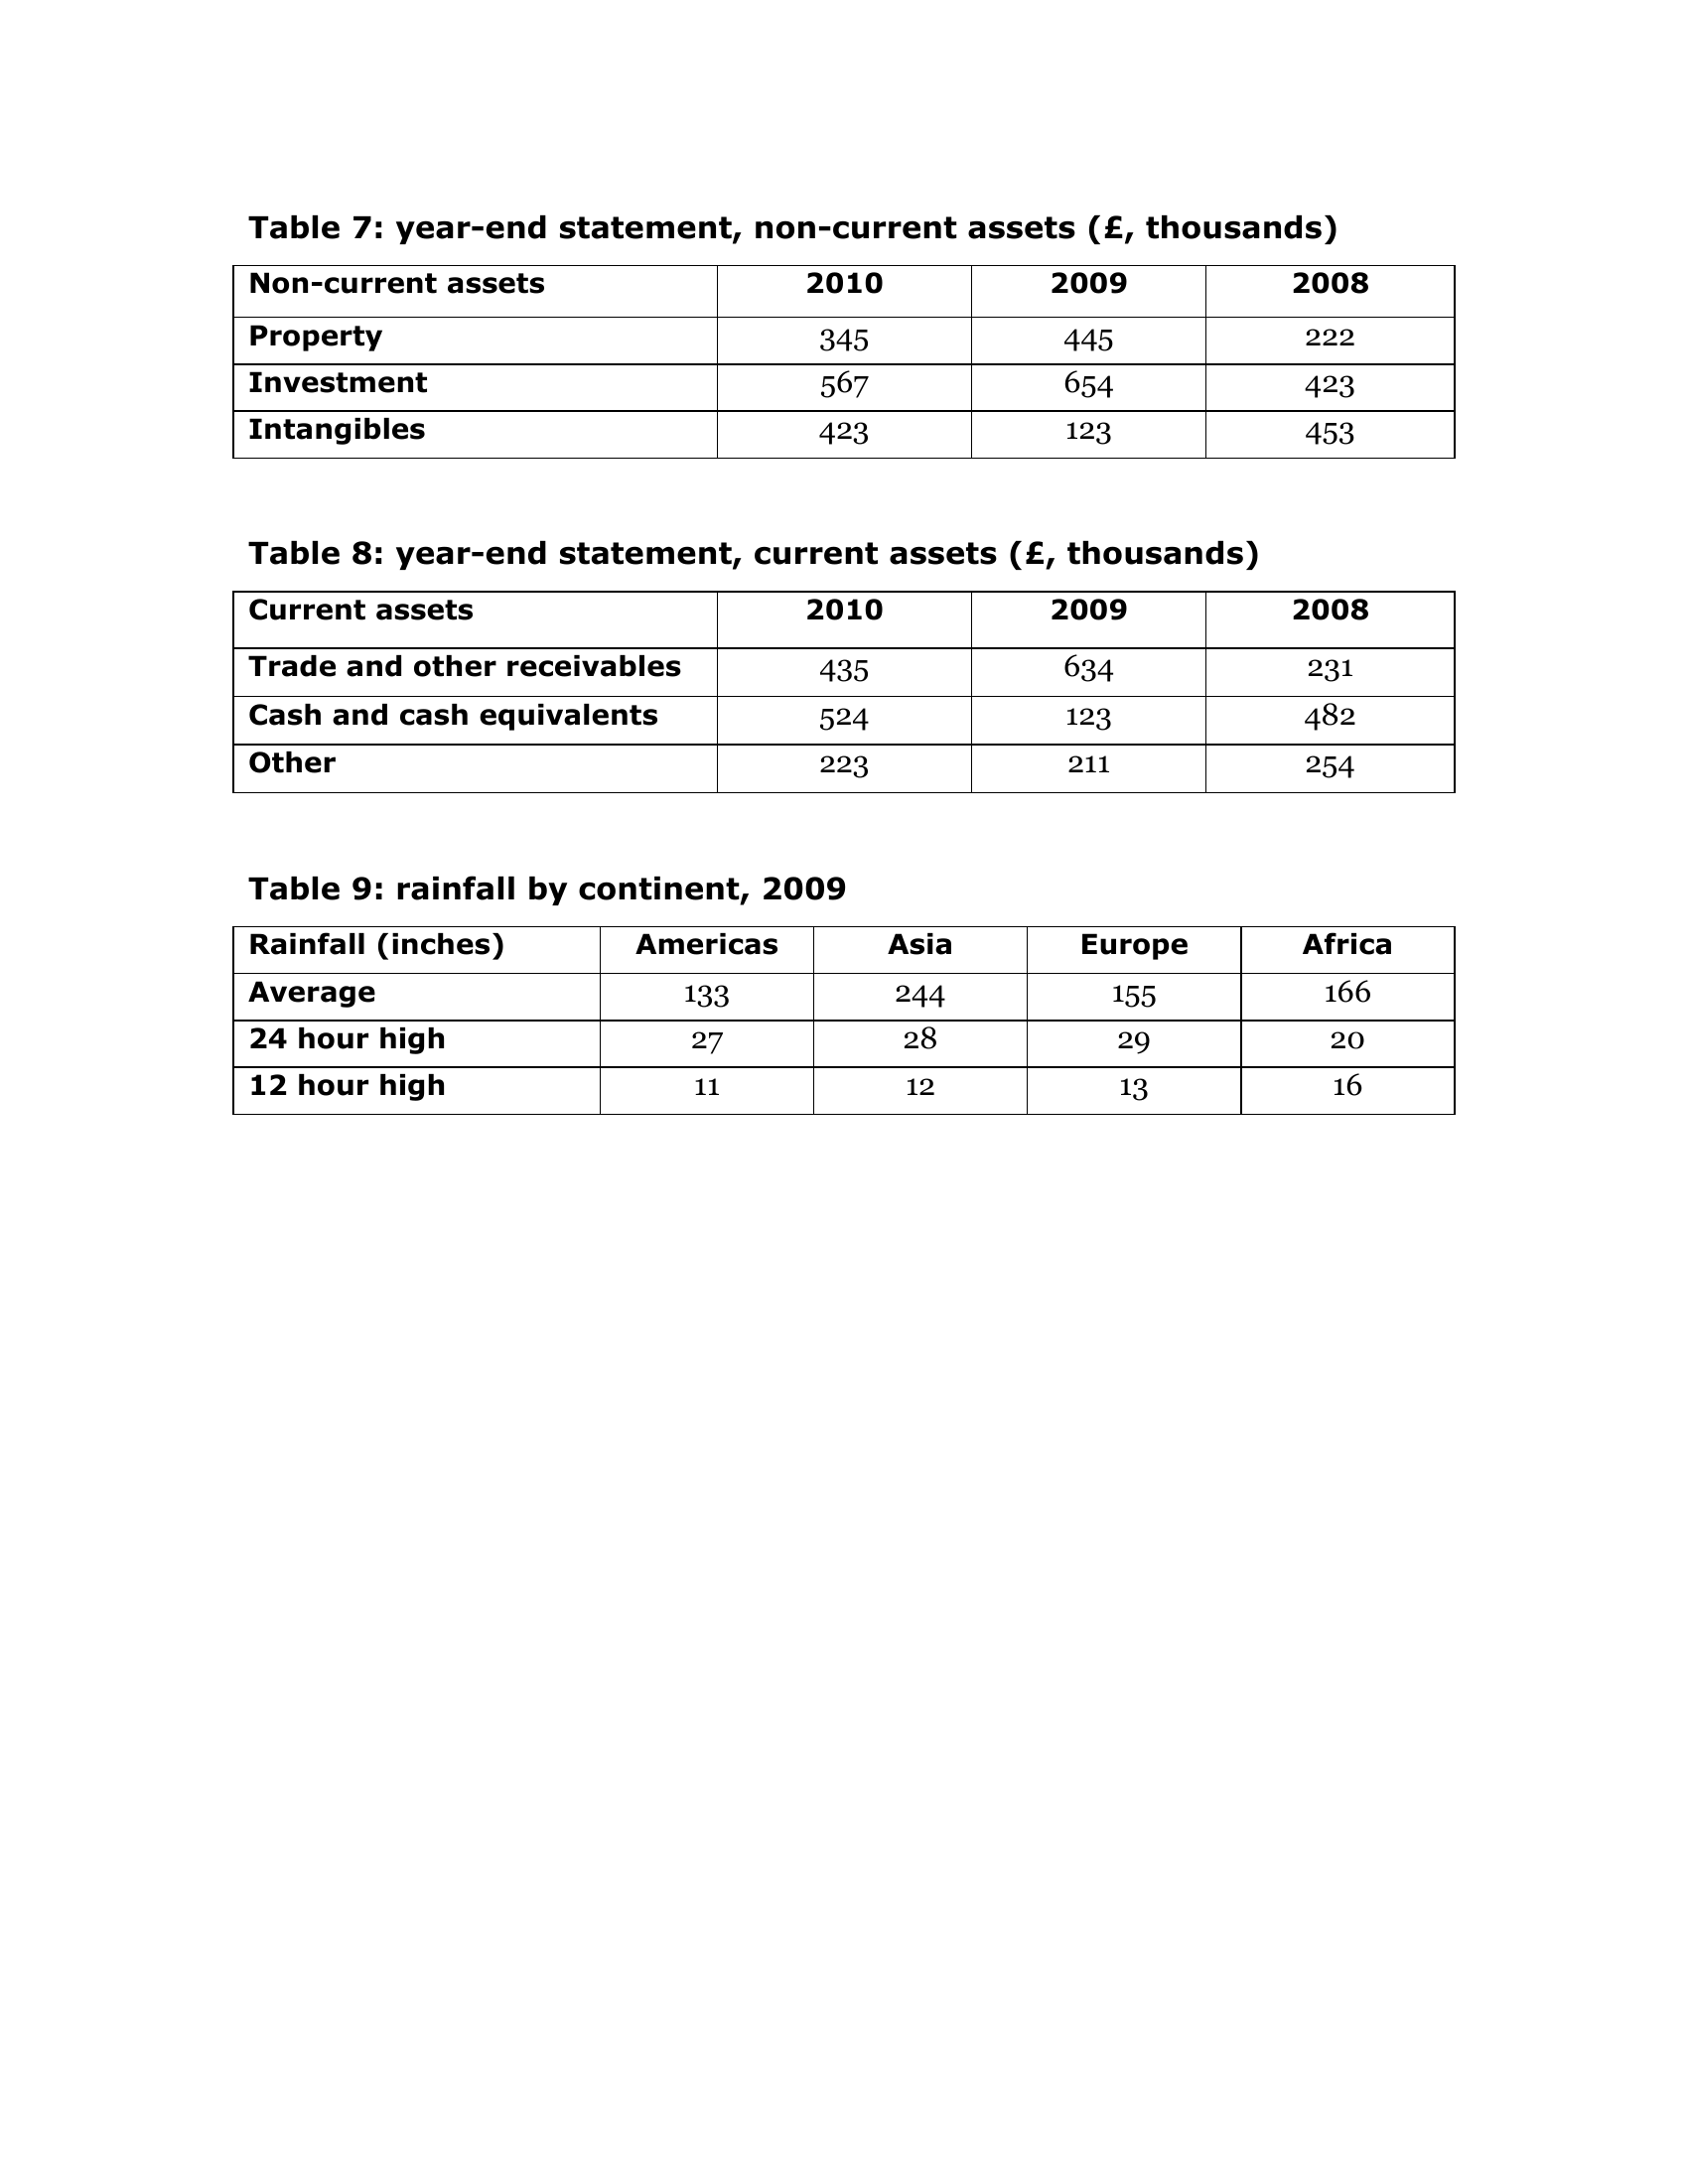 Table 7: year-end statement, non-current assets (£, thousands)
Non-current assets 2010 2009 2008
Property 345 445 222
Investment 567 654 423
Intangibles 423 123 453
Table 8: year-end statement, current assets (£, thousands)
Current assets 2010 2009 2008
Trade and other receivables 435 634 231
Cash and cash equivalents 524 123 482
Other 223 211 254
Table 9: rainfall by continent, 2009
Rainfall (inches) Americas Asia Europe Africa
Average 133 244 155 166
24 hour high 27 28 29 20
12 hour high 11 12 13 16